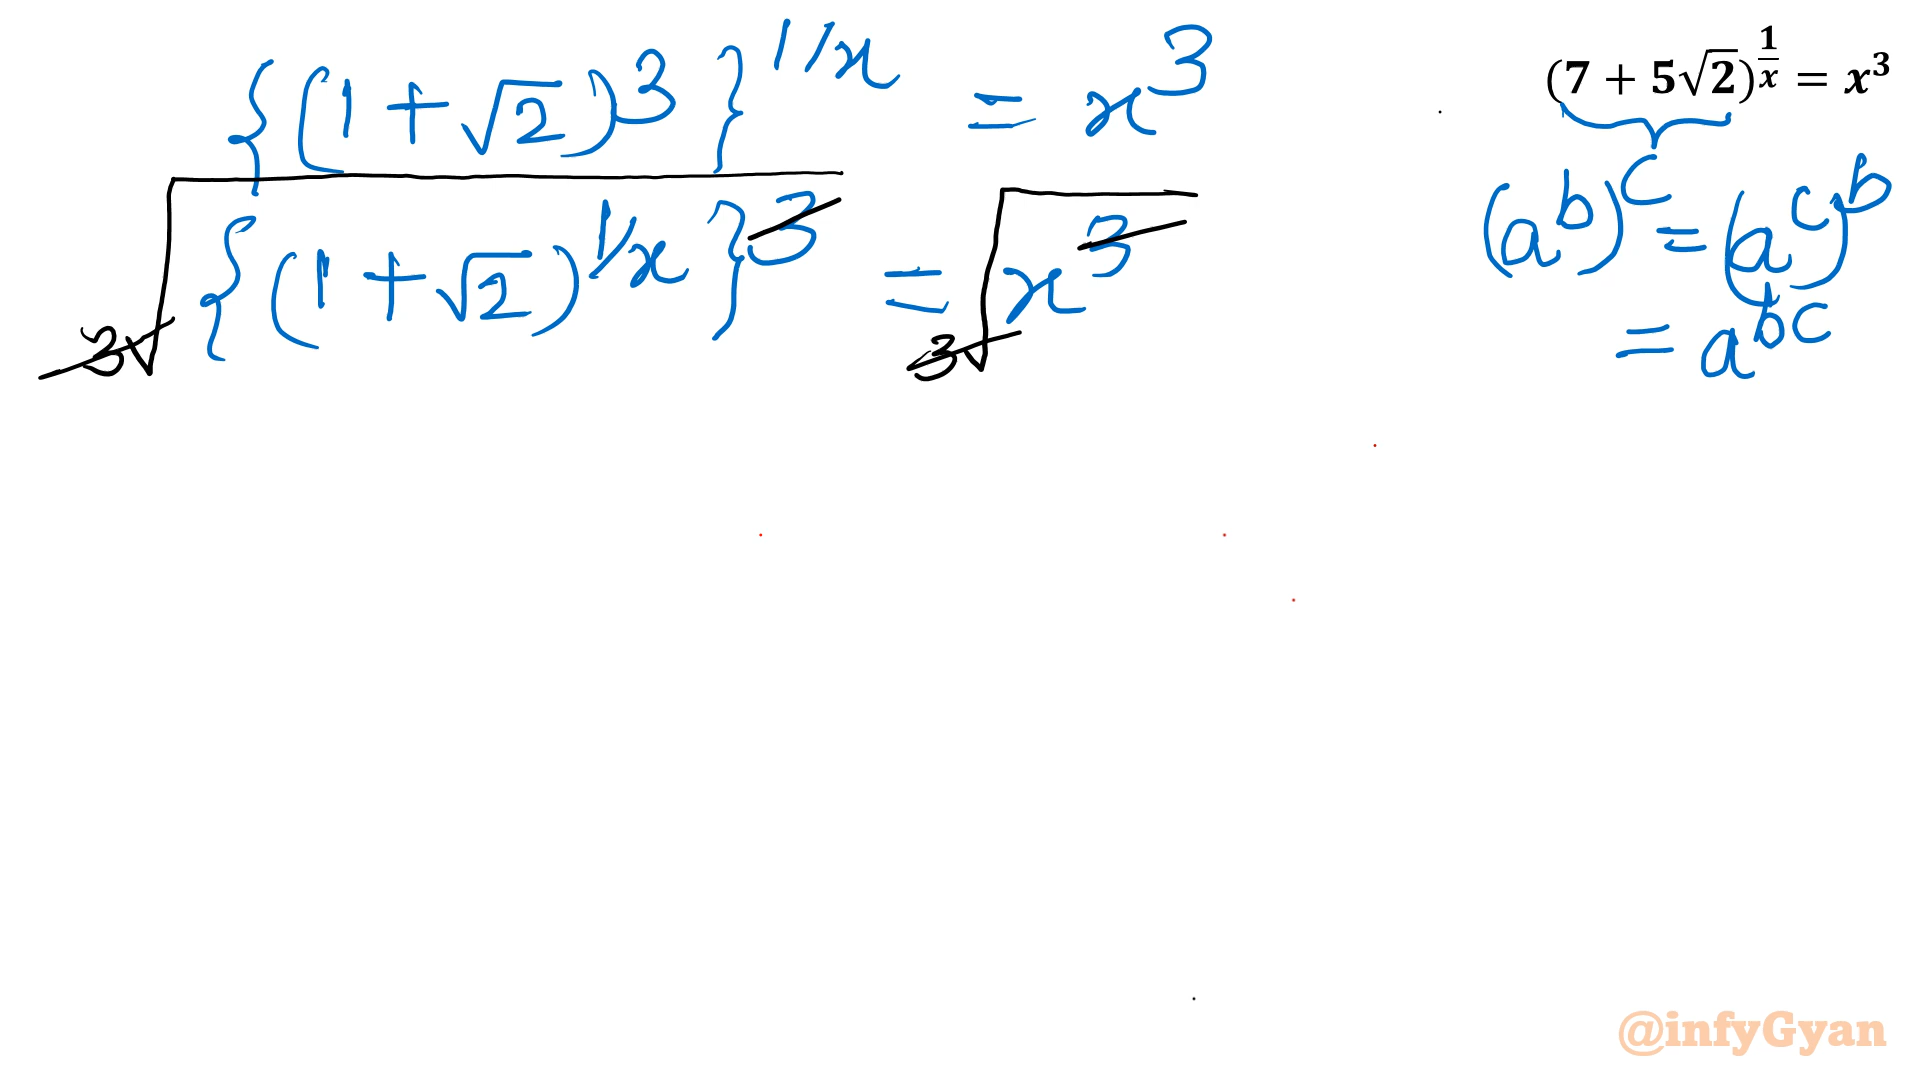 {(1+√2)³}^{1/x} = x³
∛{(1+√2)^{1/x}}³ = ∛x³
(7 + 5√2)^{1/x} = x³
(a^b)^c = (a^c)^b
= a^{bc}
@infyGyan